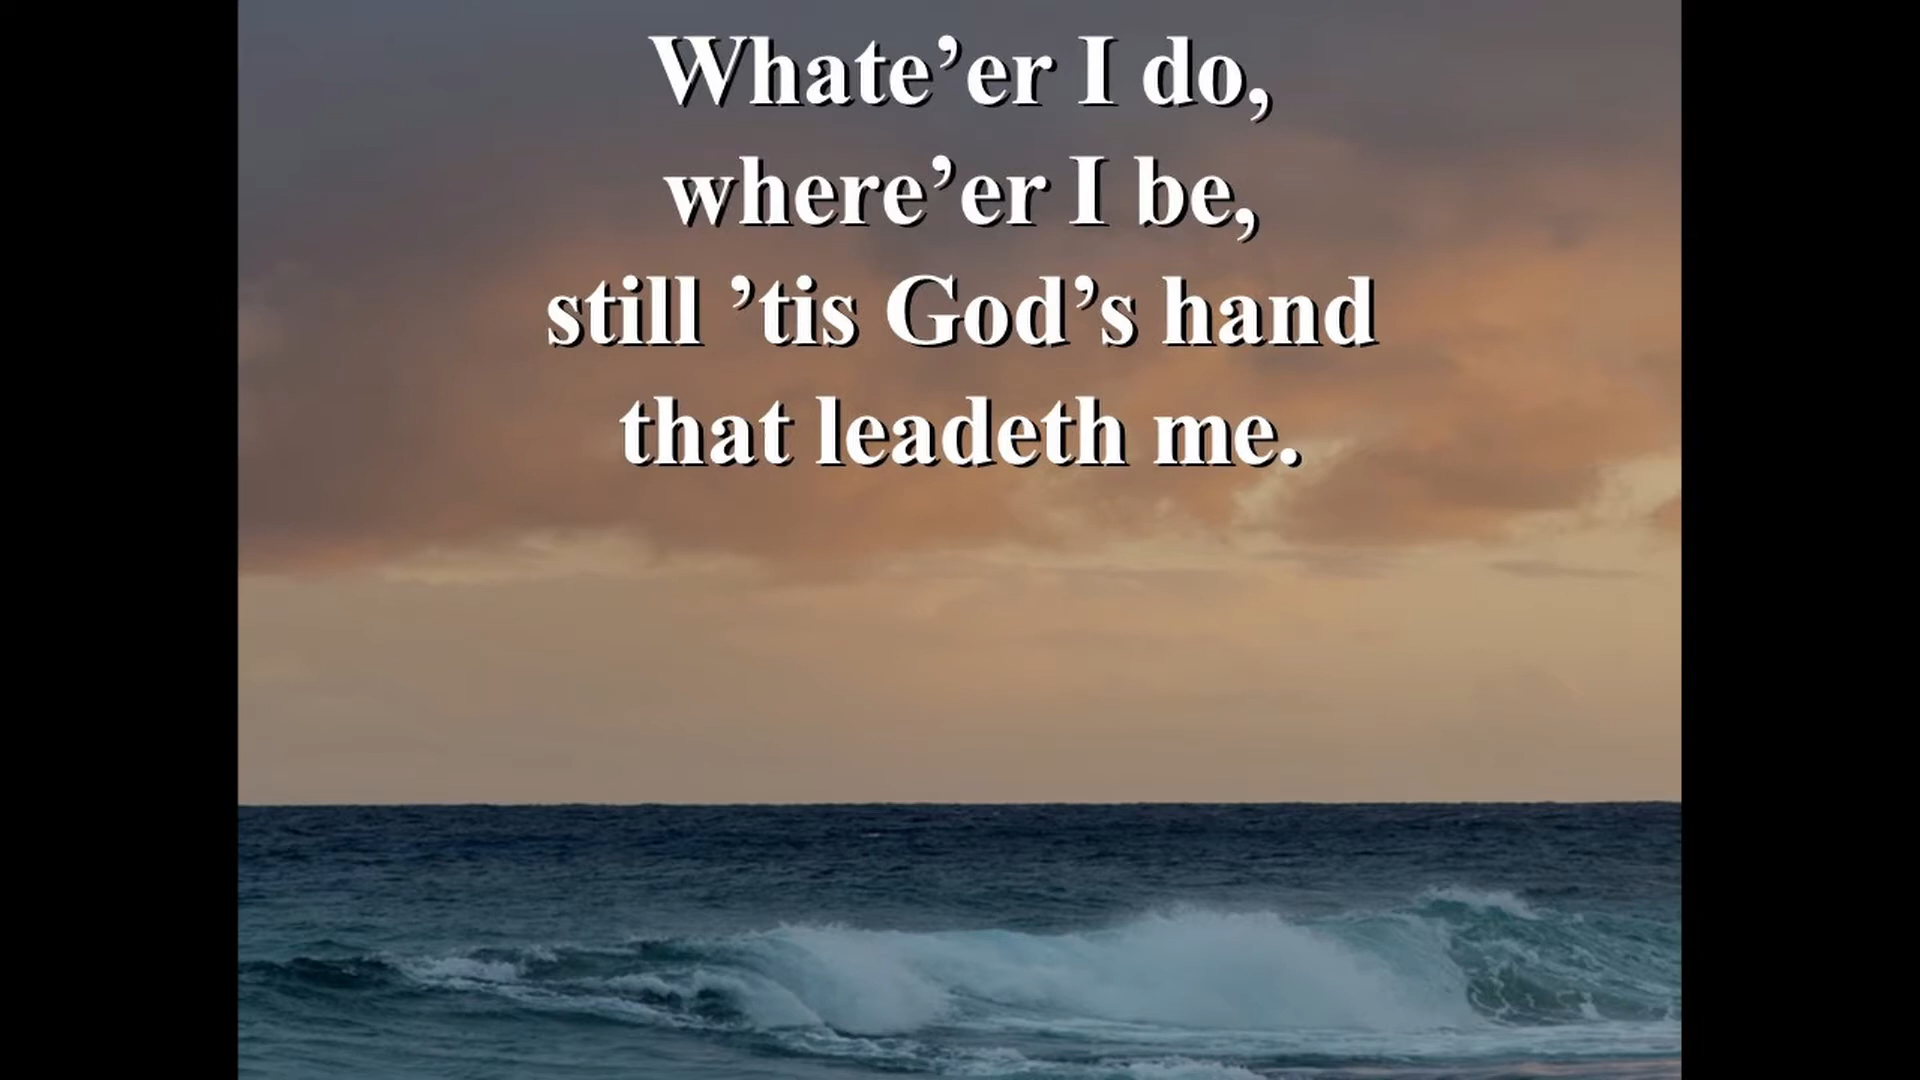 Whate’er I do,
where’er I be,
still ’tis God’s hand
that leadeth me.